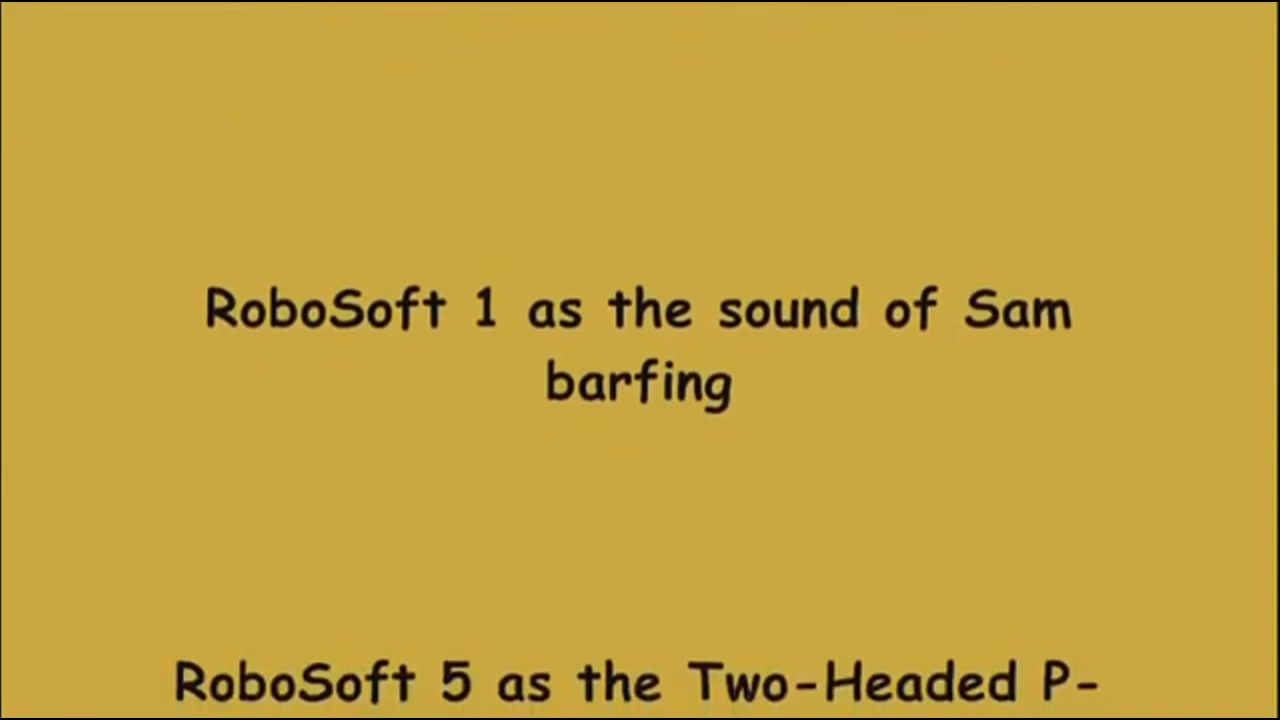 RoboSoft 1 as the sound of Sam
barfing
RoboSoft 5 as the Two-Headed P-